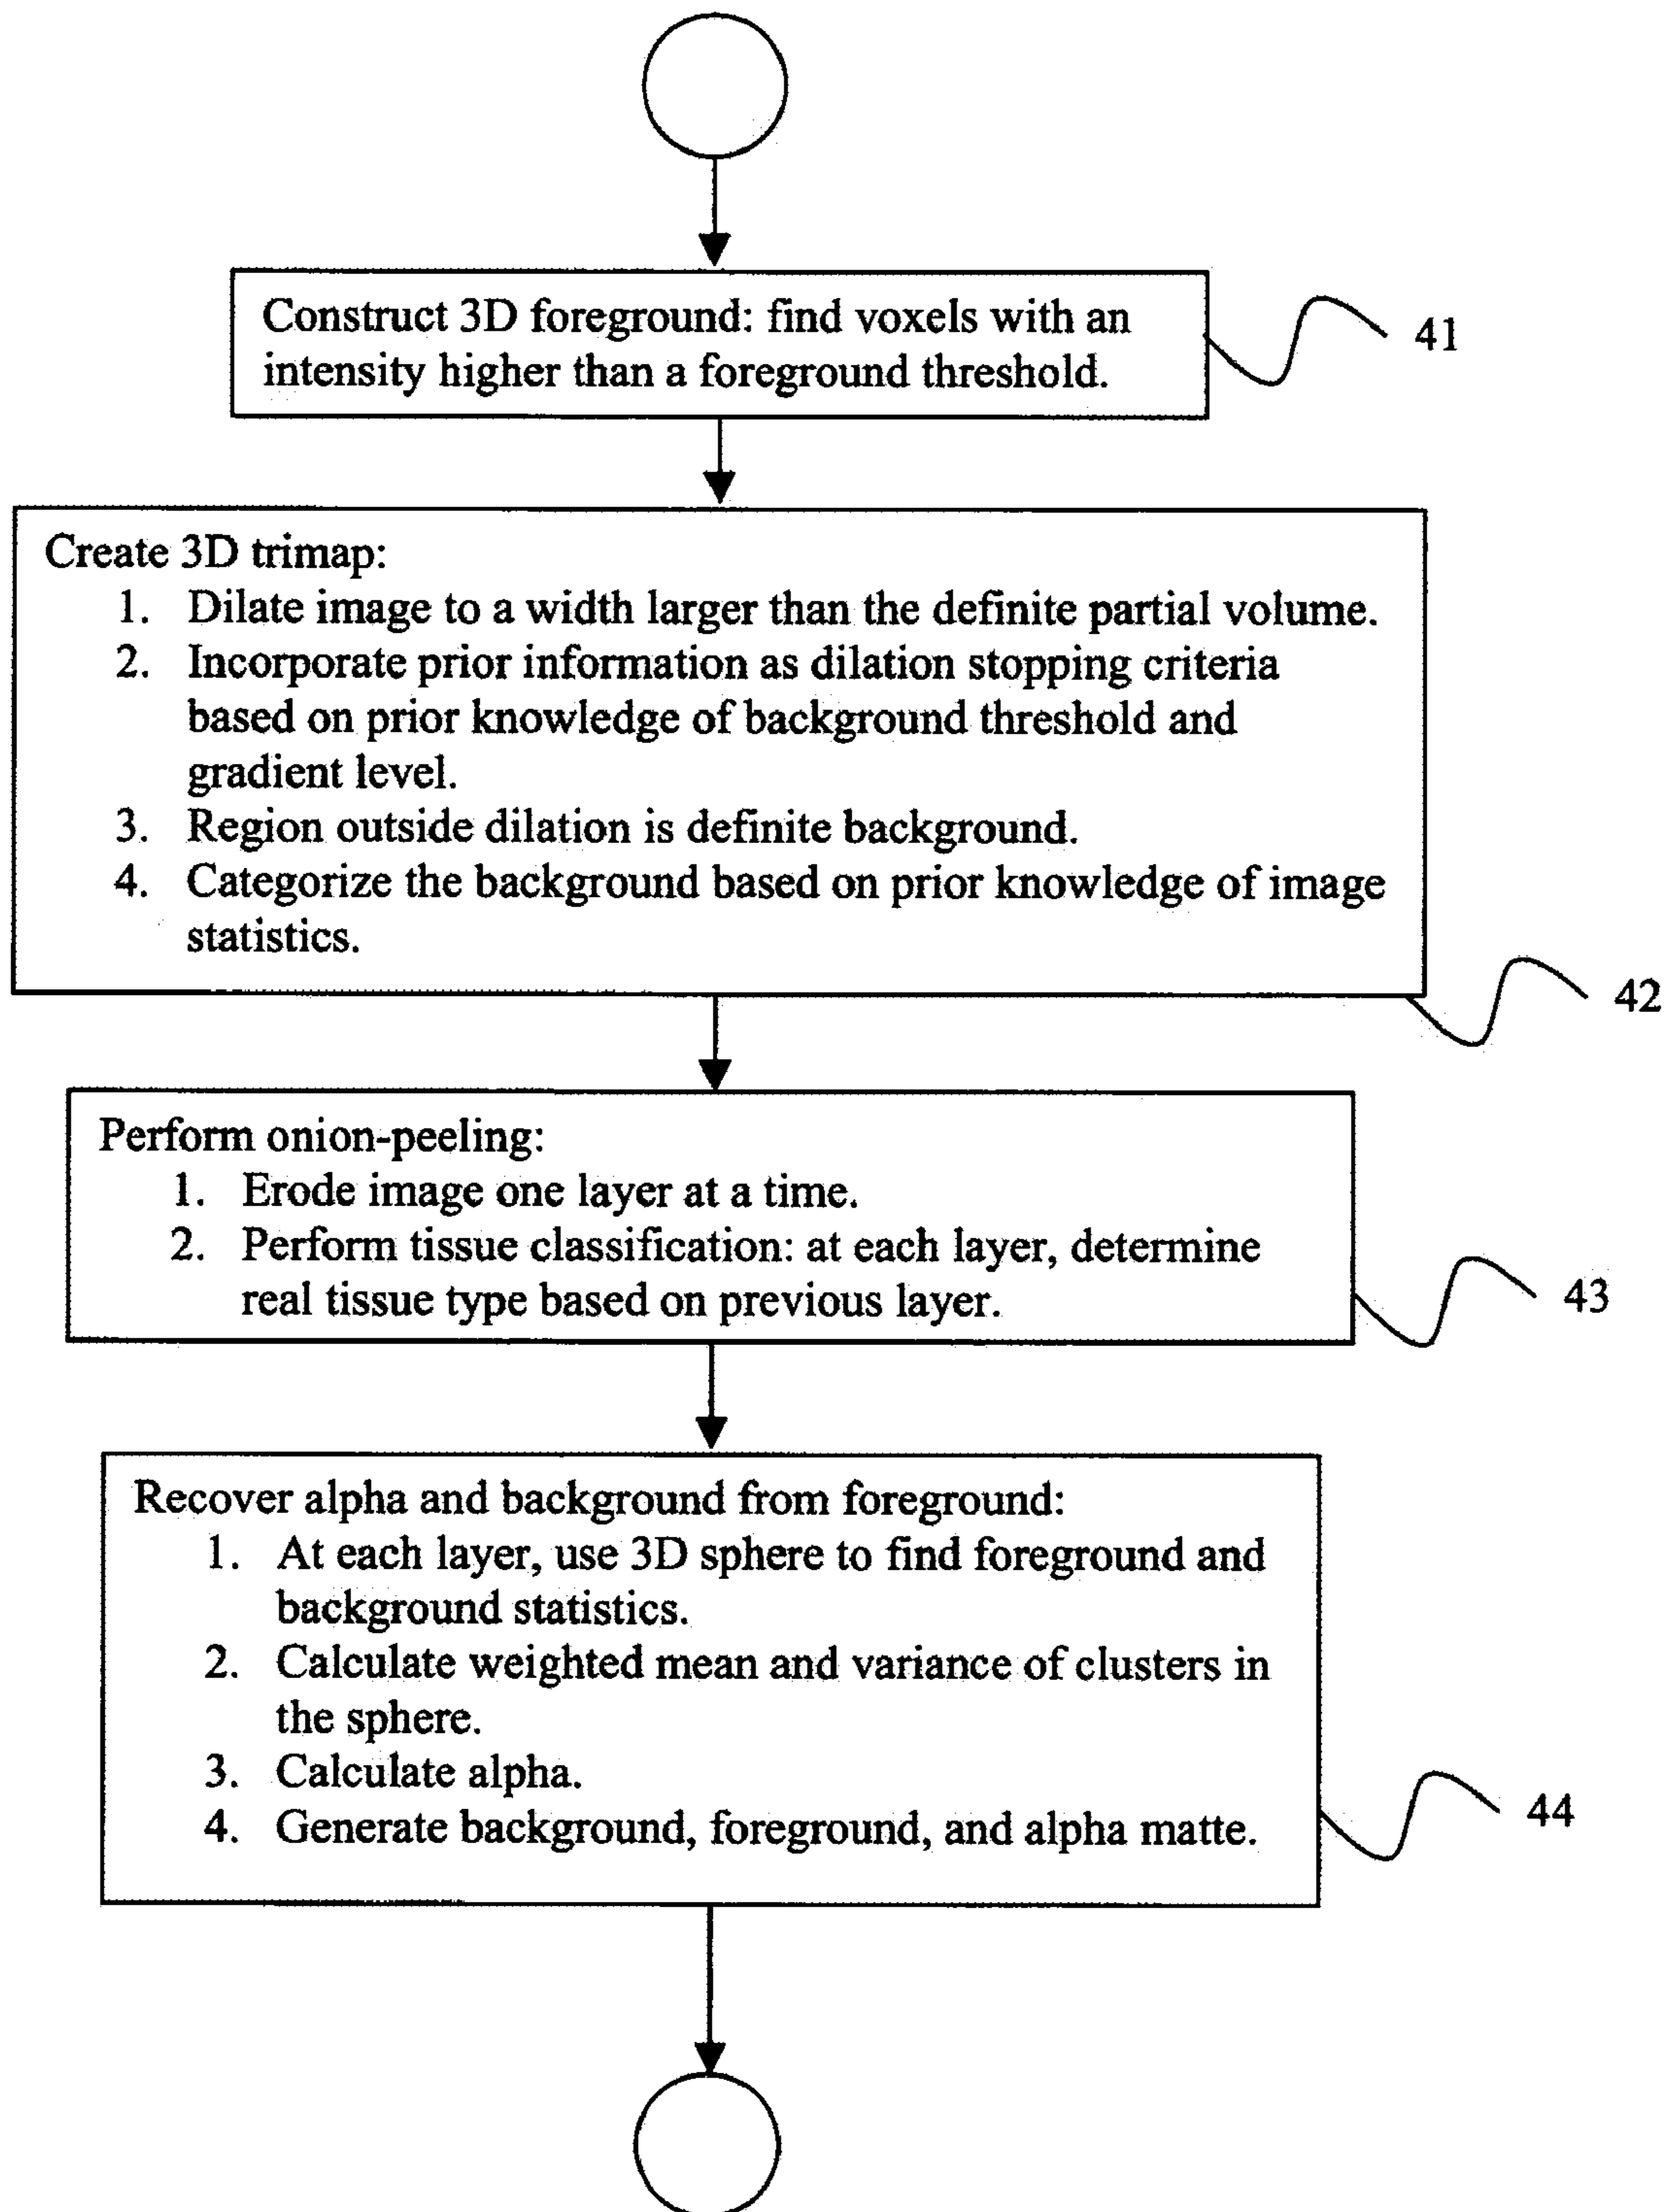 Construct 3D foreground: find voxels with an
intensity higher than a foreground threshold.
41
Create 3D trimap:
1. Dilate image to a width larger than the definite partial volume.
2. Incorporate prior information as dilation stopping criteria
based on prior knowledge of background threshold and
gradient level.
3. Region outside dilation is definite background.
4. Categorize the background based on prior knowledge of image
statistics.
42
Perform onion-peeling:
1. Erode image one layer at a time.
2. Perform tissue classification: at each layer, determine
real tissue type based on previous layer.
43
Recover alpha and background from foreground:
1. At each layer, use 3D sphere to find foreground and
background statistics.
2. Calculate weighted mean and variance of clusters in
the sphere.
3. Calculate alpha.
4. Generate background, foreground, and alpha matte.
44